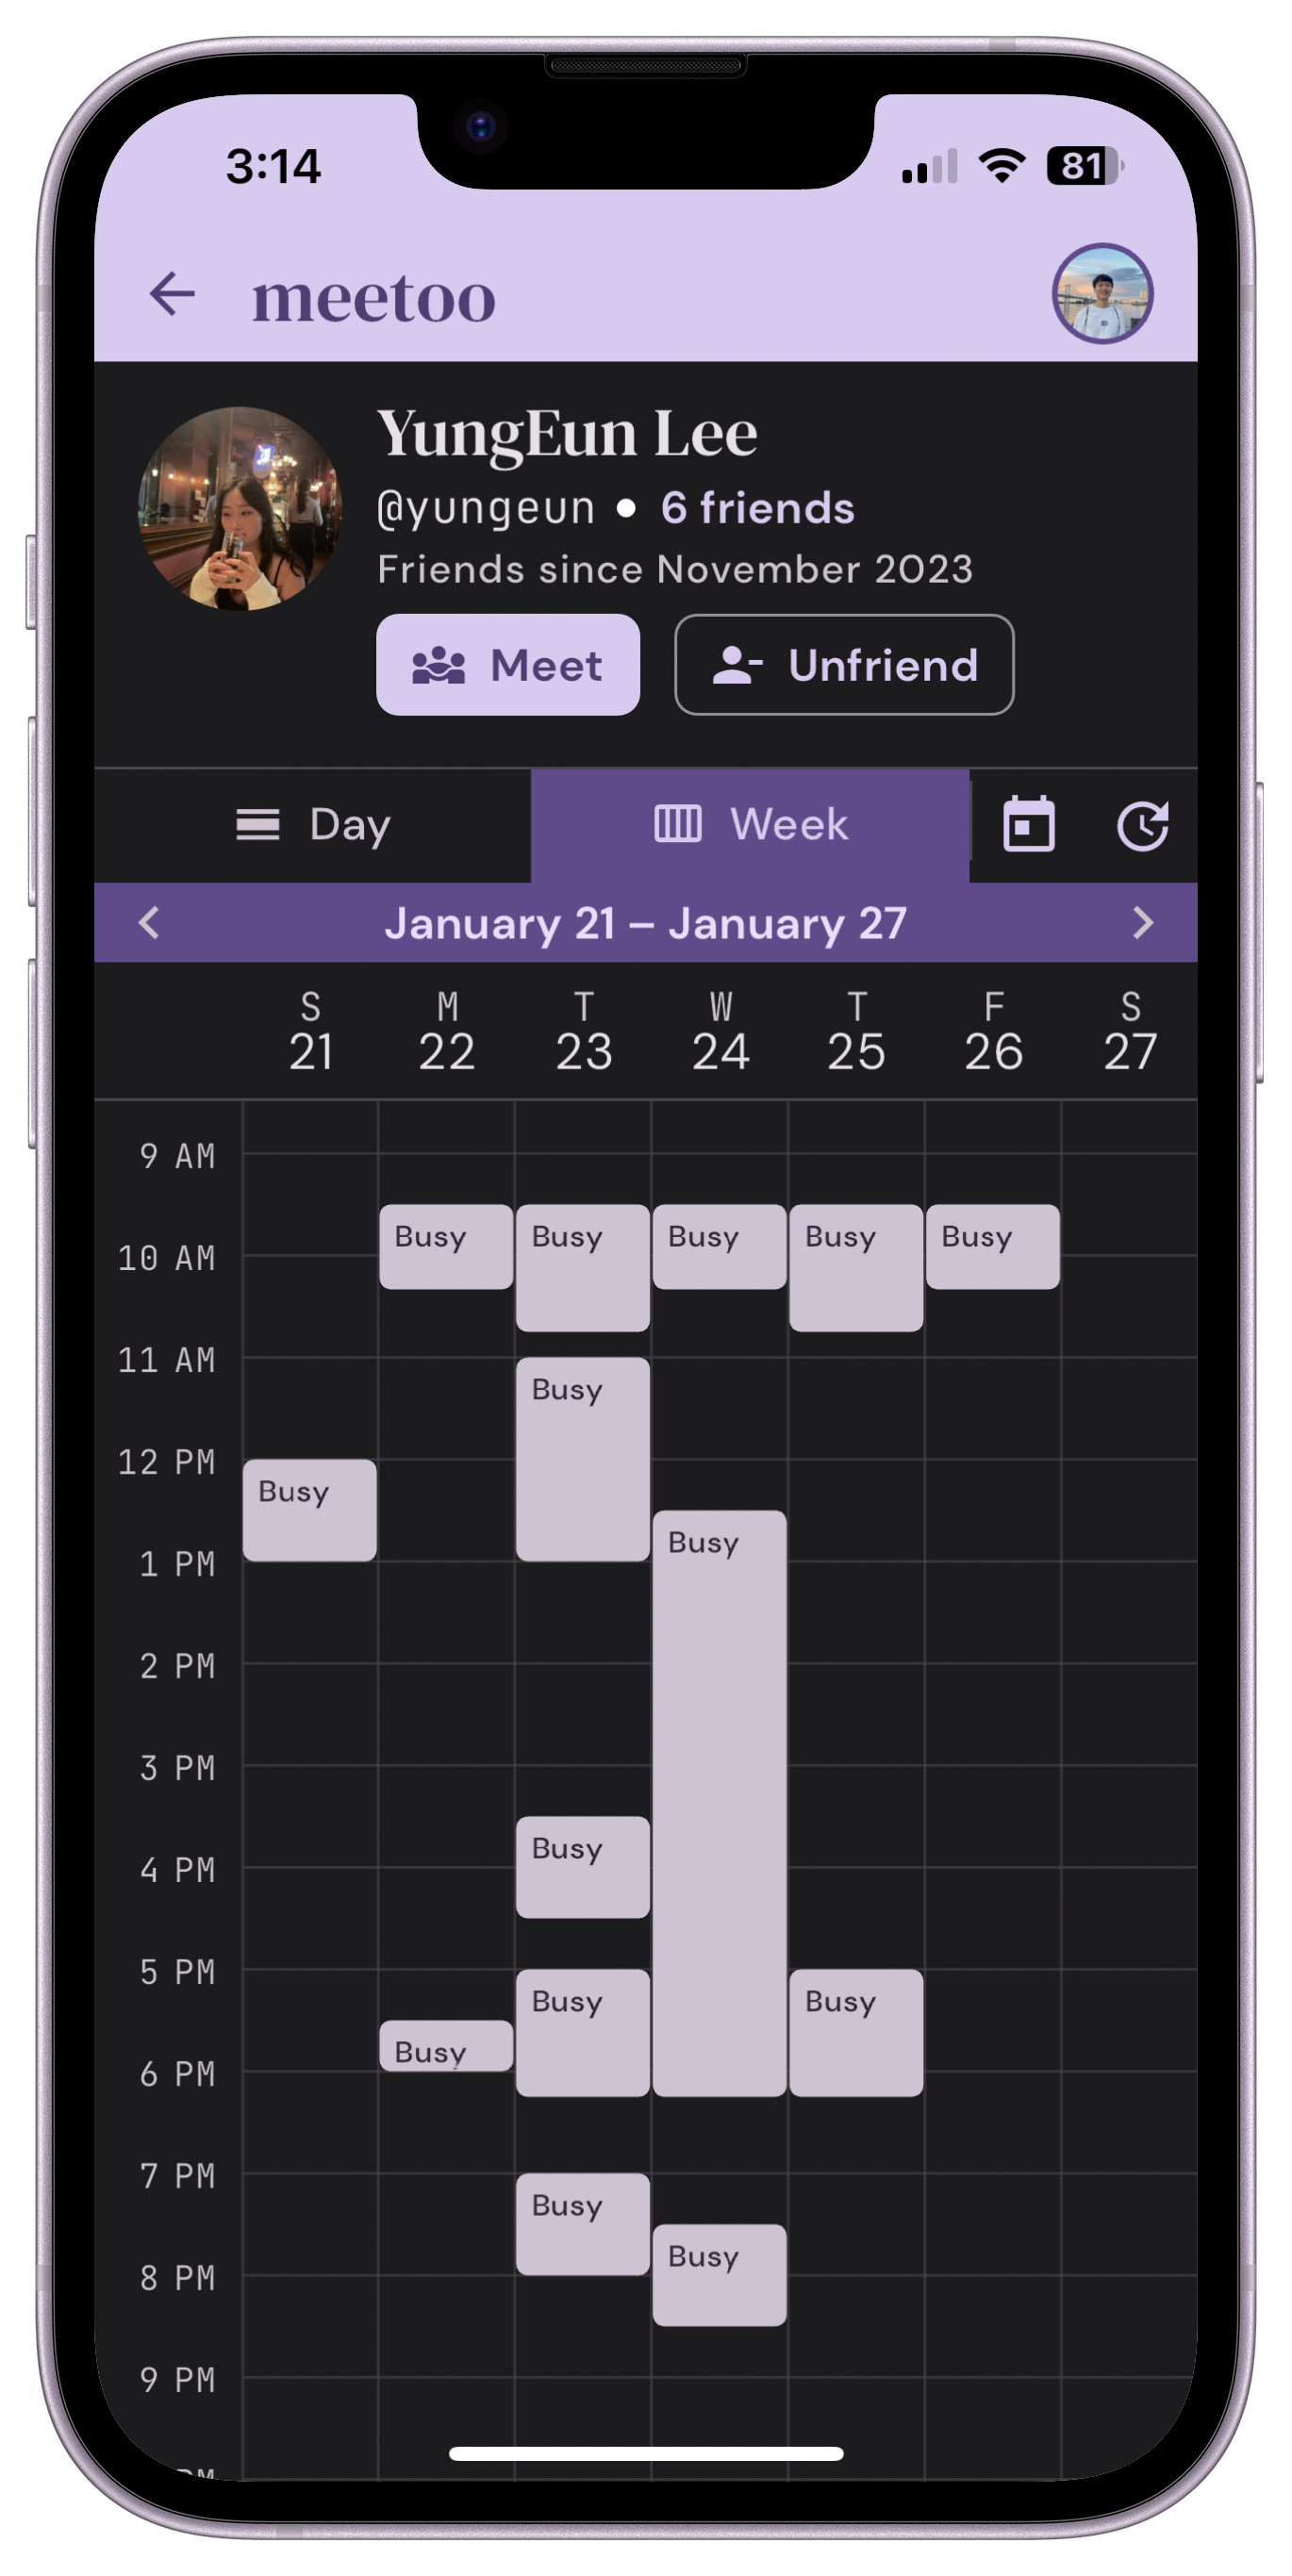 3:14 81
meetoo
YungEun Lee
@yungeun • 6 friends
Friends since November 2023
Meet Unfriend
Day Week
January 21 – January 27
S M T W T F S
21 22 23 24 25 26 27
9 AM
Busy Busy Busy Busy Busy
10 AM
11 AM
Busy
12 PM
Busy
Busy
1 PM
2 PM
3 PM
Busy
4 PM
5 PM
Busy Busy
Busy
6 PM
7 PM
Busy
Busy
8 PM
9 PM